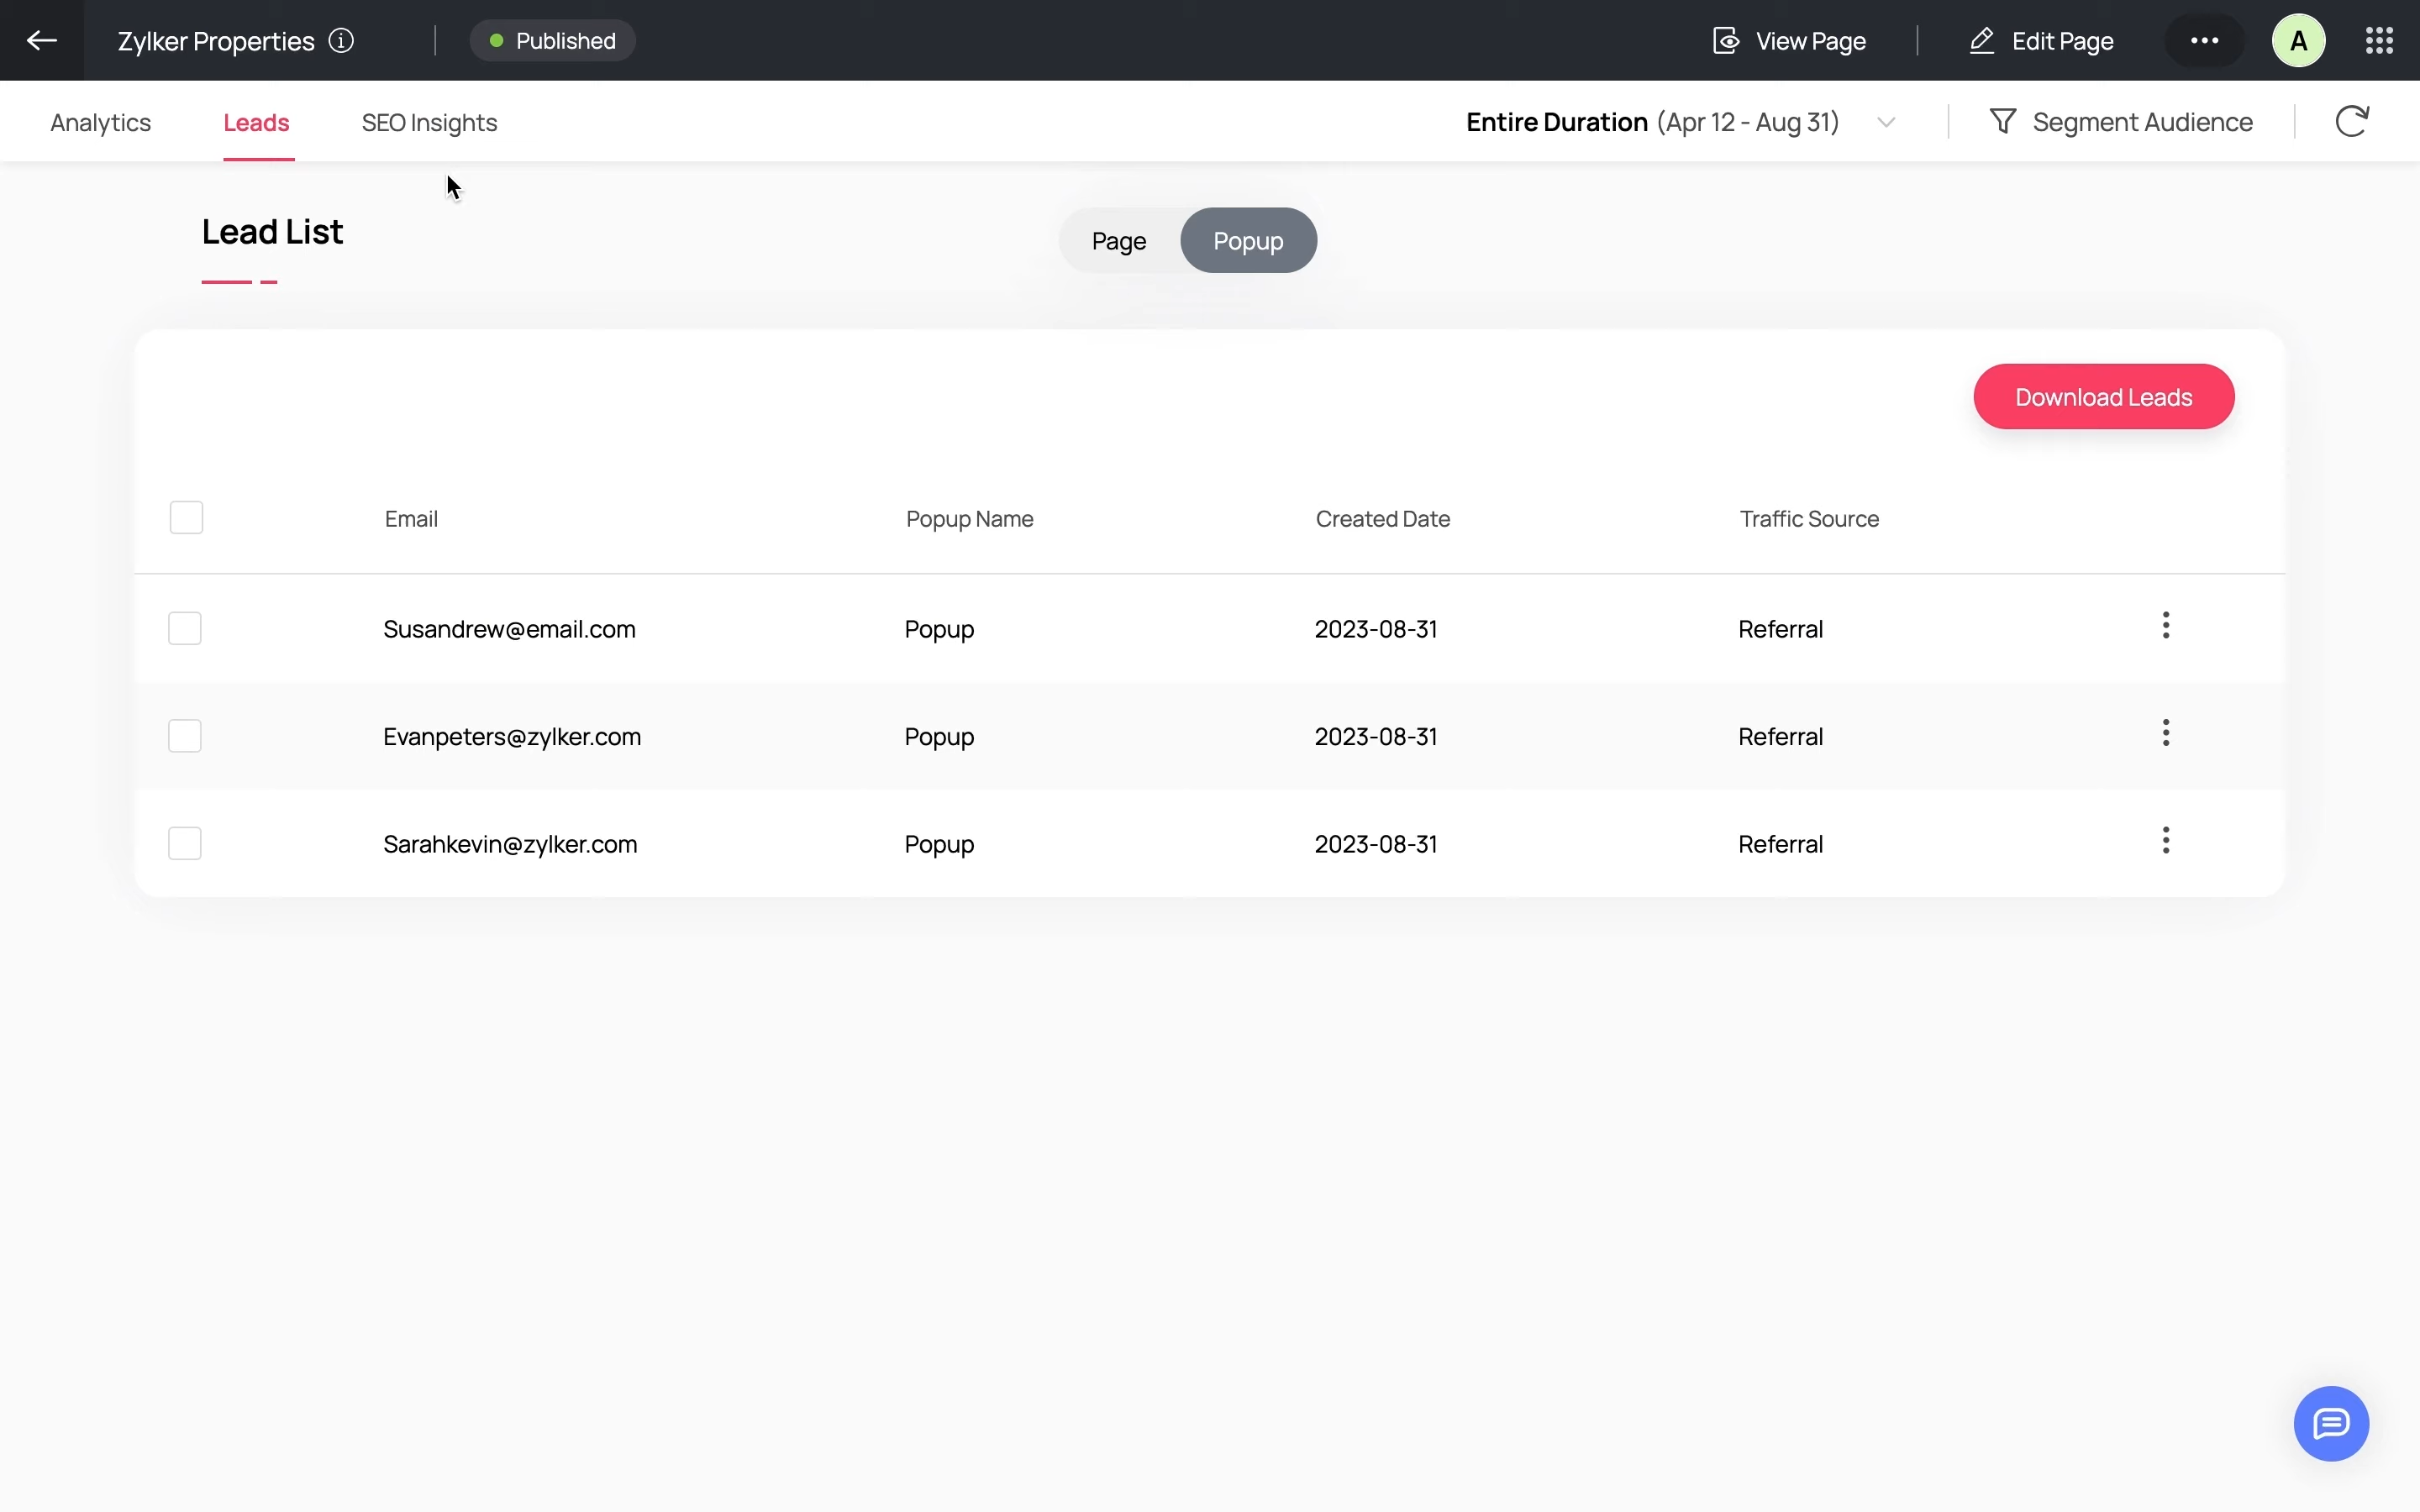 Zylker Properties
Published
View Page
Edit Page
A
Analytics
Leads
SEO Insights
Entire Duration (Apr 12 - Aug 31)
Segment Audience
Lead List
Page
Popup
Download Leads
Email Popup Name Created Date Traffic Source
Susandrew@email.com Popup 2023-08-31 Referral
Evanpeters@zylker.com Popup 2023-08-31 Referral
Sarahkevin@zylker.com Popup 2023-08-31 Referral